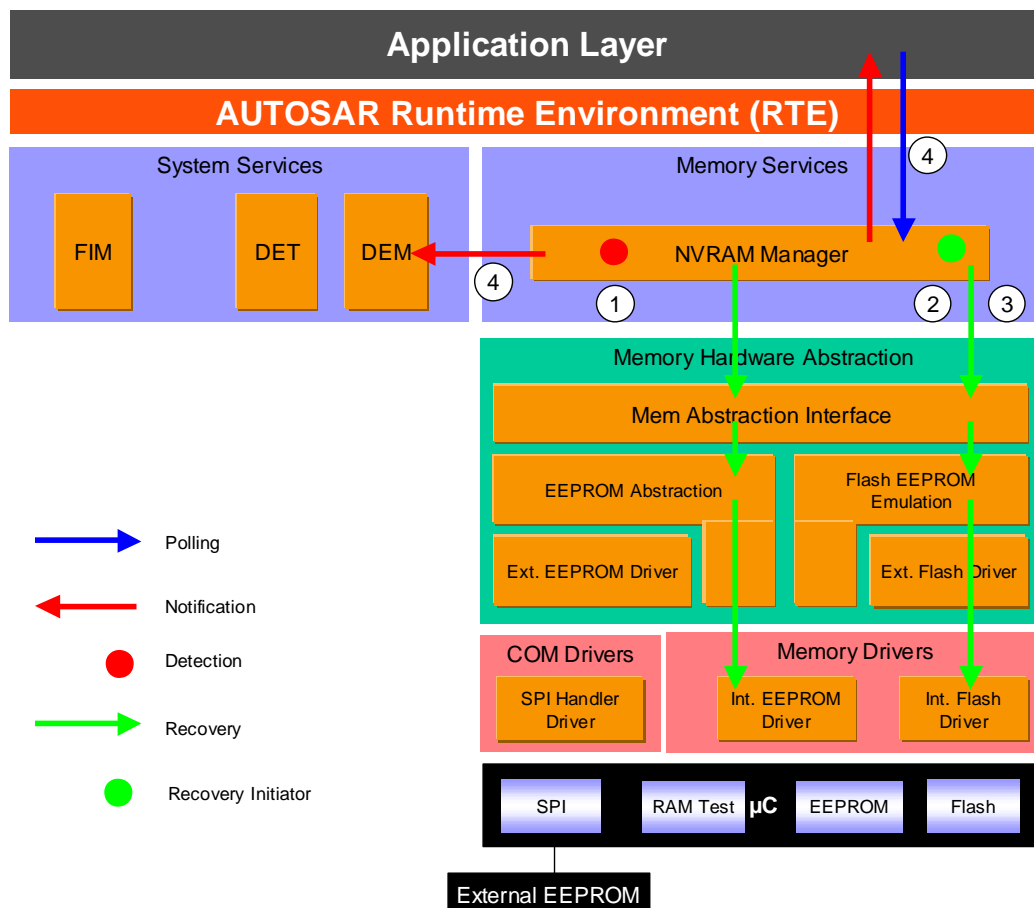 Application Layer
AUTOSAR Runtime Environment (RTE)
System Services
Memory Services
4
FIM
DET
DEM
NVRAM Manager
4
1
2
3
Memory Hardware Abstraction
Mem Abstraction Interface
EEPROM Abstraction
Flash EEPROM
Emulation
Ext. EEPROM Driver
Ext. Flash Driver
Polling
Notification
Detection
Recovery
Recovery Initiator
COM Drivers
Memory Drivers
SPI Handler
Driver
Int. EEPROM
Driver
Int. Flash
Driver
SPI
RAM Test
µC
EEPROM
Flash
External EEPROM